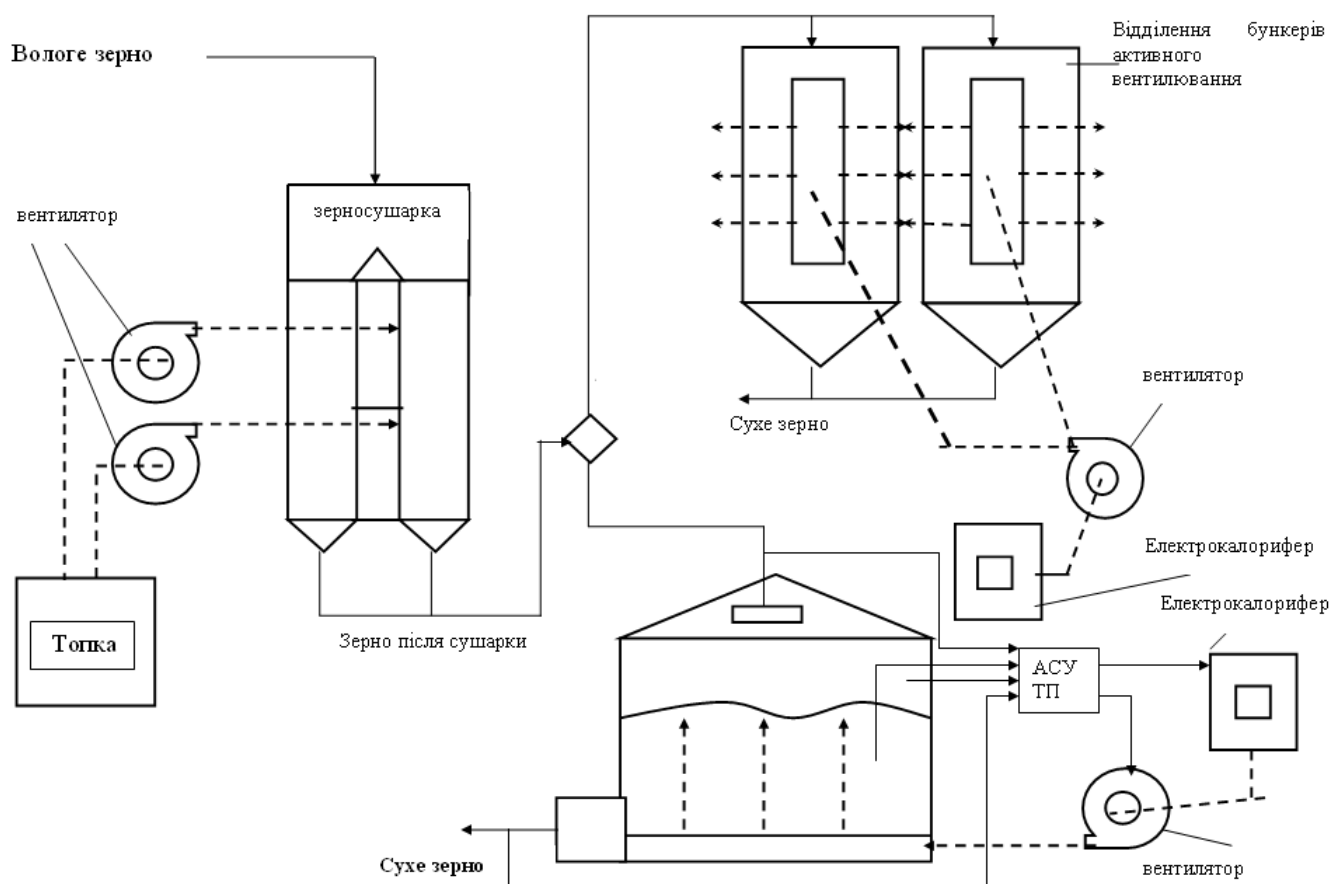 Вологе зерно
Відділення бункерів
активного
вентилювання
вентилятор
зерносушарка
вентилятор
Сухе зерно
Електрокалорифер
Електрокалорифер
Топка
Зерно після сушарки
АСУ
ТП
Сухе зерно
вентилятор